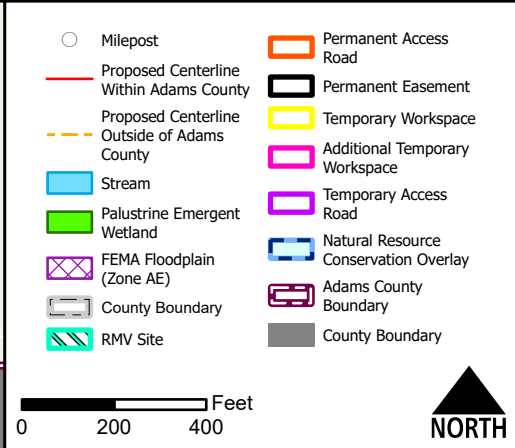 Milepost
Proposed Centerline
Within Adams County
Proposed Centerline
Outside of Adams
County
Stream
Palustrine Emergent
Wetland
FEMA Floodplain
(Zone AE)
County Boundary
RMV Site
Permanent Access
Road
Permanent Easement
Temporary Workspace
Additional Temporary
Workspace
Temporary Access
Road
Natural Resource
Conservation Overlay
Adams County
Boundary
County Boundary
Feet
0 200 400
NORTH